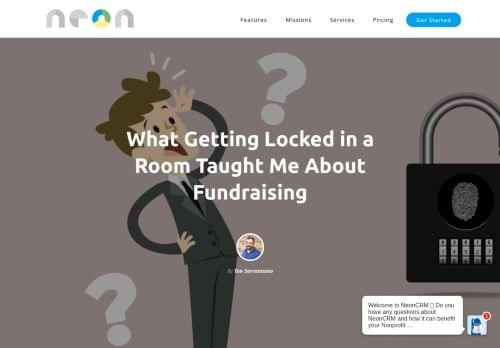 neon
Features Missions Services Pricing Get Started
What Getting Locked in a
Room Taught Me About
Fundraising
By Tim Sarrantonio
Welcome to NeonCRM 👋 Do you
have any questions about
NeonCRM and how it can benefit
your Nonprofit ...
1